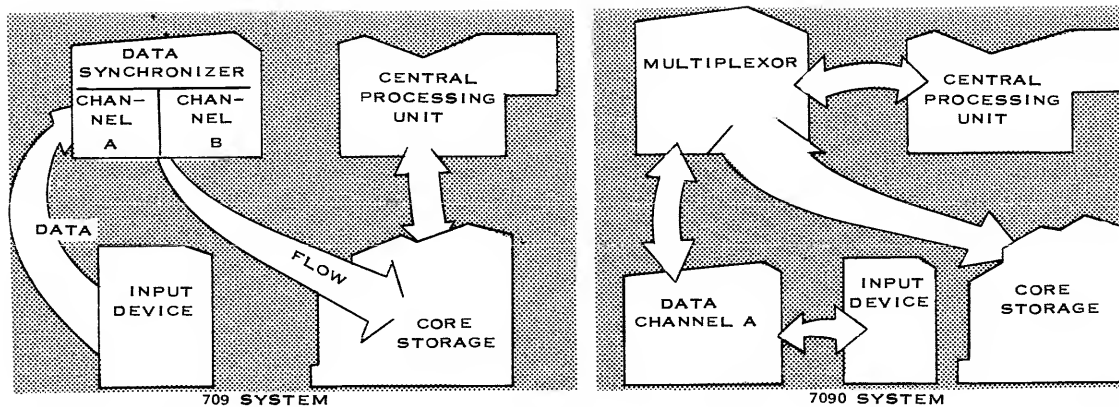 DATA
SYNCHRONIZER
CHAN-
NEL
A
CHAN-
NEL
B
CENTRAL
PROCESSING
UNIT
DATA
FLOW
INPUT
DEVICE
CORE
STORAGE
709 SYSTEM
MULTIPLEXOR
CENTRAL
PROCESSING
UNIT
DATA
CHANNEL A
INPUT
DEVICE
CORE
STORAGE
7090 SYSTEM